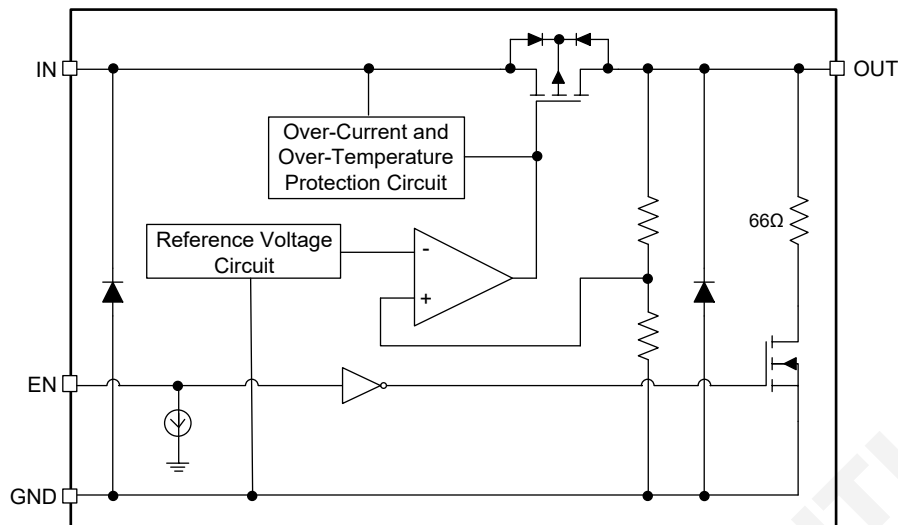 IN
OUT
Over-Current and
Over-Temperature
Protection Circuit
66Ω
Reference Voltage
Circuit
-
+
EN
GND